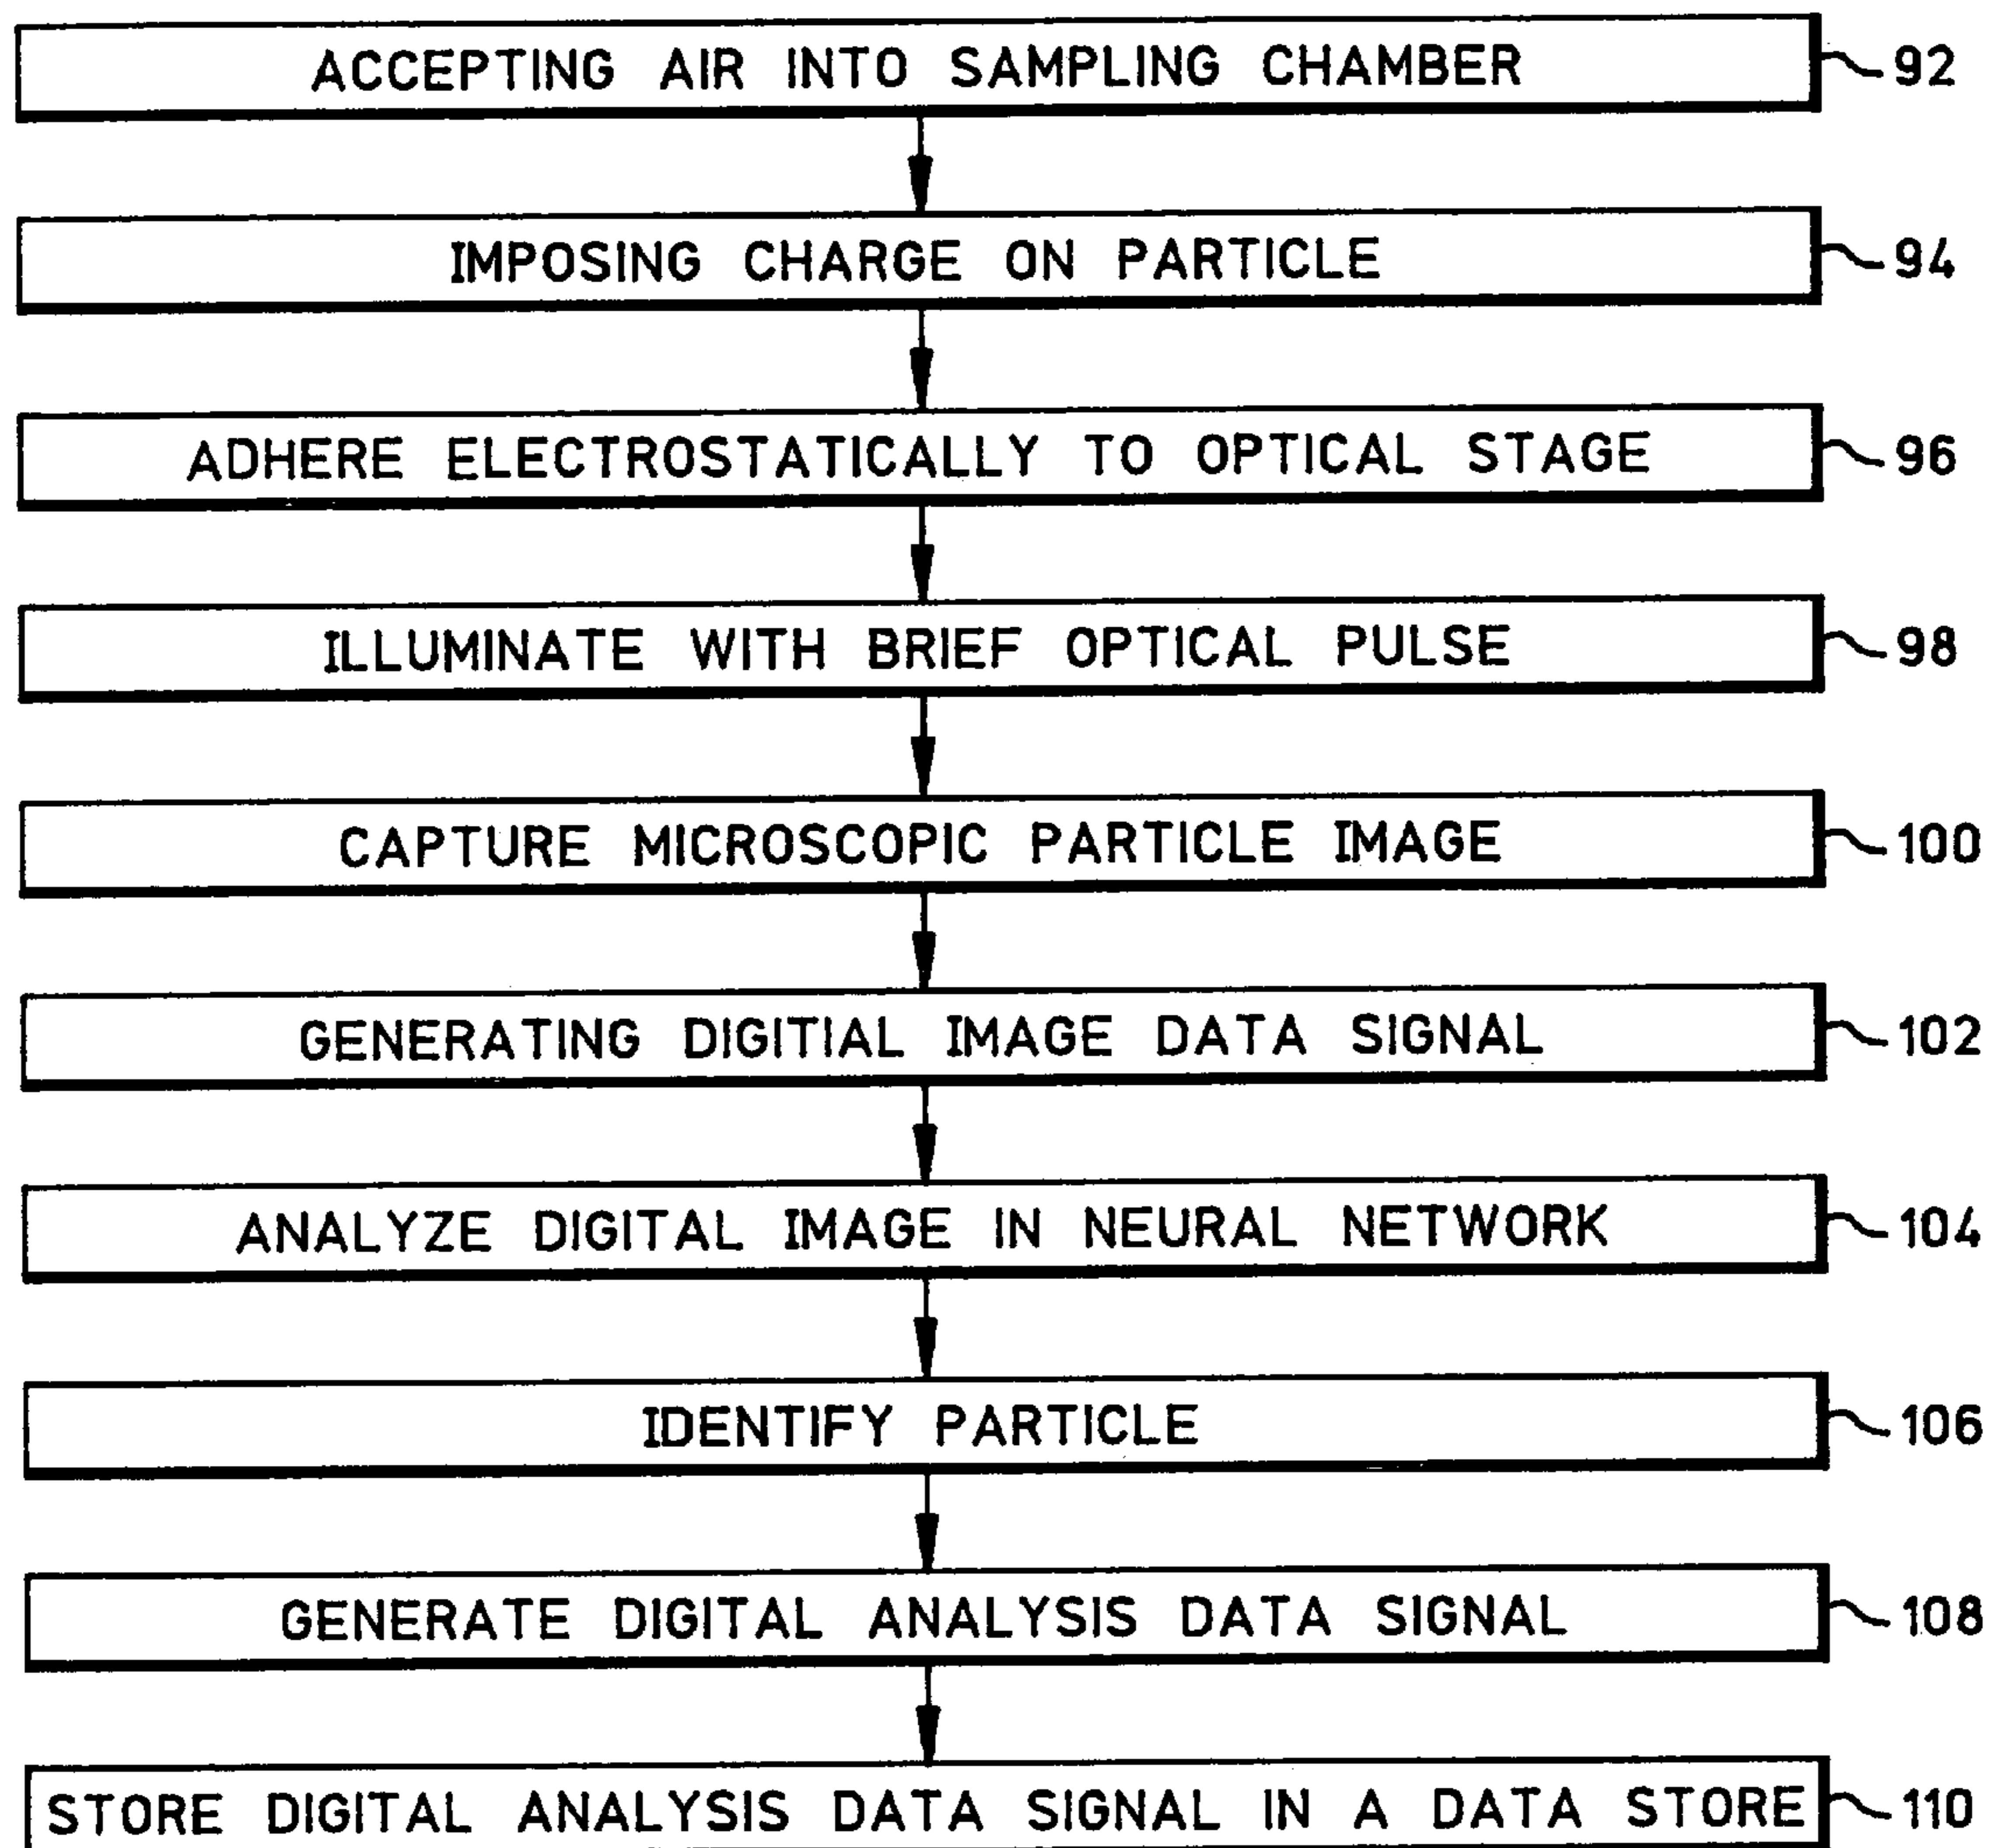 ACCEPTING AIR INTO SAMPLING CHAMBER 92
IMPOSING CHARGE ON PARTICLE 94
ADHERE ELECTROSTATICALLY TO OPTICAL STAGE 96
ILLUMINATE WITH BRIEF OPTICAL PULSE 98
CAPTURE MICROSCOPIC PARTICLE IMAGE 100
GENERATING DIGITIAL IMAGE DATA SIGNAL 102
ANALYZE DIGITAL IMAGE IN NEURAL NETWORK 104
IDENTIFY PARTICLE 106
GENERATE DIGITAL ANALYSIS DATA SIGNAL 108
STORE DIGITAL ANALYSIS DATA SIGNAL IN A DATA STORE 110